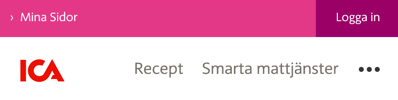 › Mina Sidor Logga in
ICA Recept Smarta mattjänster •••